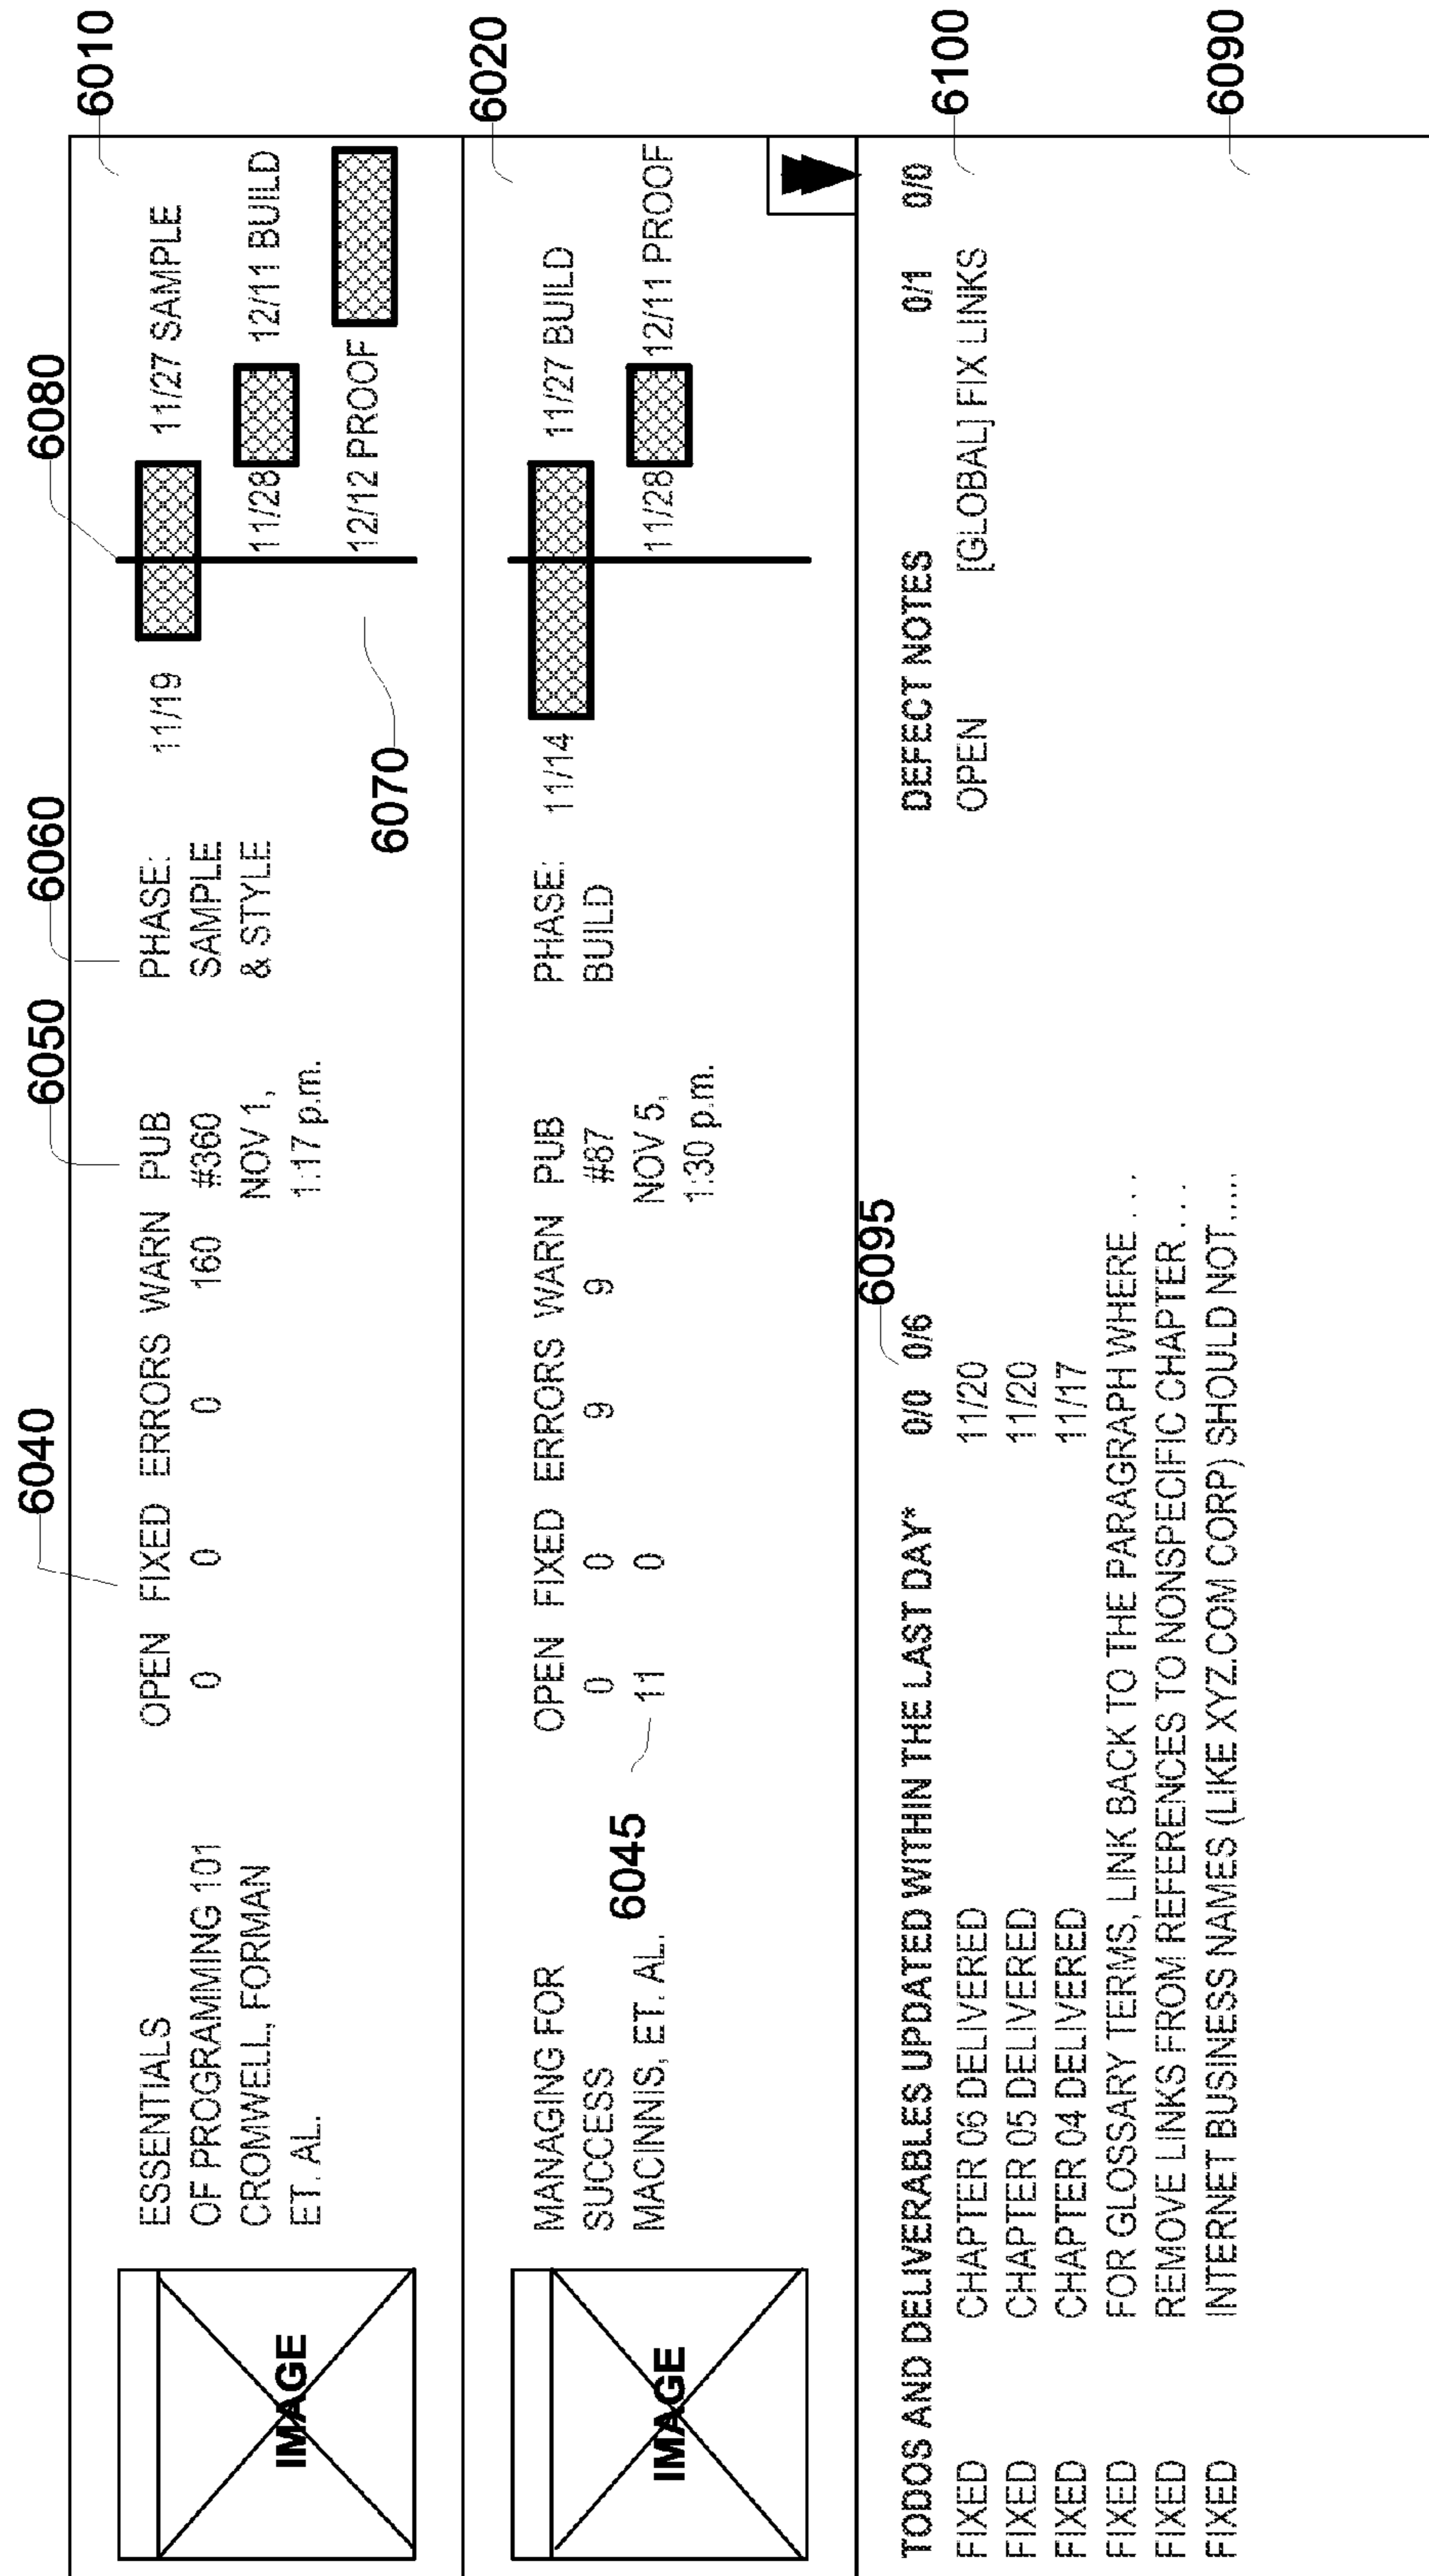 6040
6050
6060
6080
6010
IMAGE
ESSENTIALS
OF PROGRAMMING 101
CROMWELL, FORMAN
ET. AL.
OPEN FIXED ERRORS WARN PUB
0 0 0 160 #360
NOV 1,
1:17 p.m.
PHASE:
SAMPLE
& STYLE
11/19 11/27 SAMPLE
11/28 12/11 BUILD
12/12 PROOF
6070
6020
IMAGE
MANAGING FOR
SUCCESS
MACINNIS, ET. AL.
6045
OPEN FIXED ERRORS WARN PUB
0 0 9 9 #87
11 0 NOV 5,
1:30 p.m.
PHASE:
BUILD
11/14 11/27 BUILD
11/28 12/11 PROOF
6095
TODOS AND DELIVERABLES UPDATED WITHIN THE LAST DAY* 0/0 0/6
FIXED CHAPTER 06 DELIVERED 11/20
FIXED CHAPTER 05 DELIVERED 11/20
FIXED CHAPTER 04 DELIVERED 11/17
FIXED FOR GLOSSARY TERMS, LINK BACK TO THE PARAGRAPH WHERE . . .
FIXED REMOVE LINKS FROM REFERENCES TO NONSPECIFIC CHAPTER . . .
FIXED INTERNET BUSINESS NAMES (LIKE XYZ.COM CORP) SHOULD NOT.....
DEFECT NOTES 0/1 0/0
OPEN [GLOBAL] FIX LINKS
6100
6090